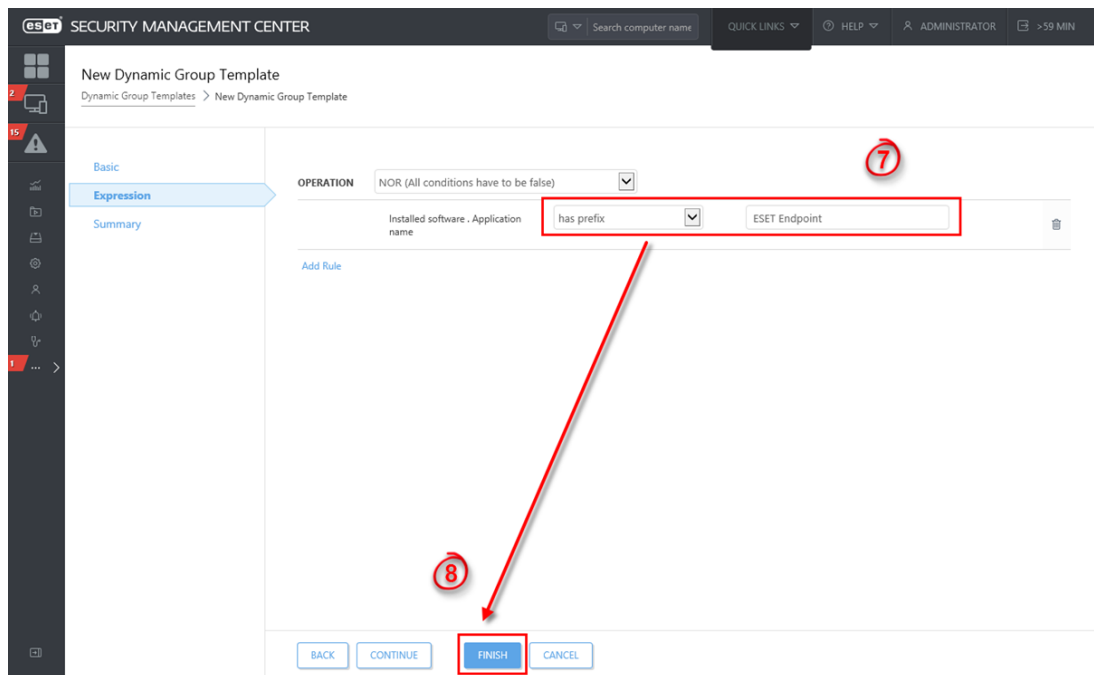 eseT SECURITY MANAGEMENT CENTER
Search computer name
QUICK LINKS
HELP
ADMINISTRATOR
>59 MIN
New Dynamic Group Template
Dynamic Group Templates > New Dynamic Group Template
2
15
1
Basic
Expression
Summary
7
OPERATION NOR (All conditions have to be false)
Installed software . Application
name
has prefix
ESET Endpoint
Add Rule
8
BACK CONTINUE FINISH CANCEL